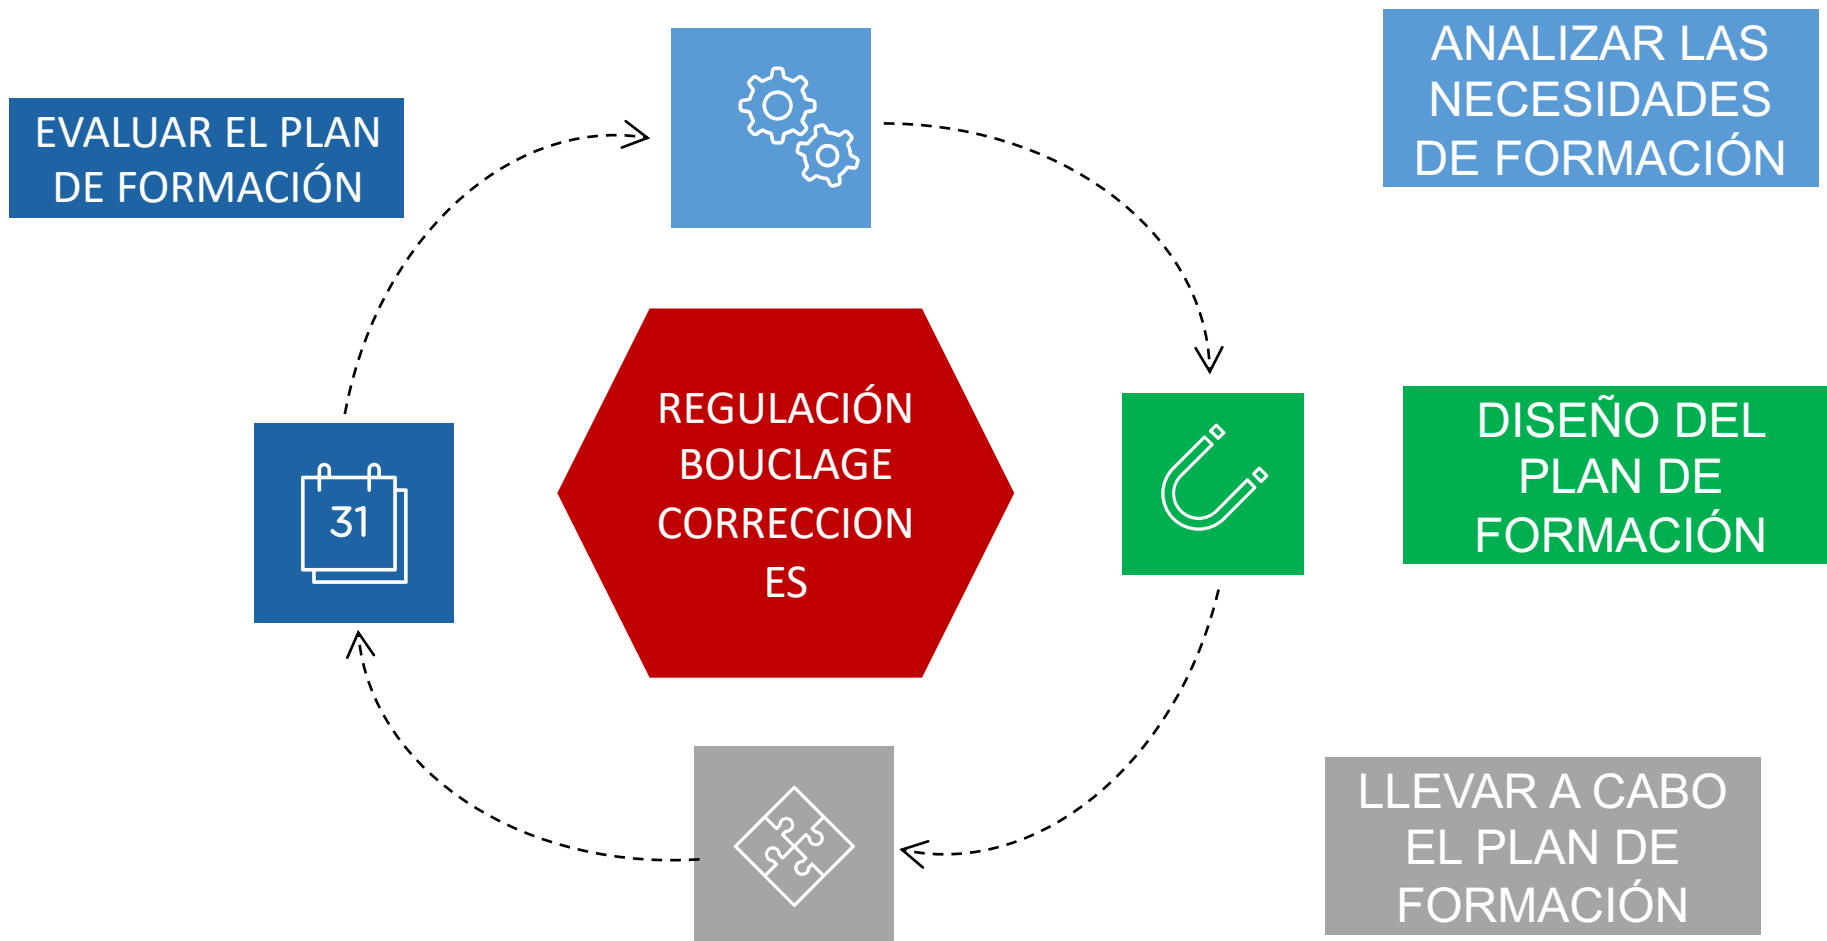 EVALUAR EL PLAN
DE FORMACIÓN
ANALIZAR LAS
NECESIDADES
DE FORMACIÓN
REGULACIÓN
BOUCLAGE
CORRECCION
ES
31
DISEÑO DEL
PLAN DE
FORMACIÓN
LLEVAR A CABO
EL PLAN DE
FORMACIÓN